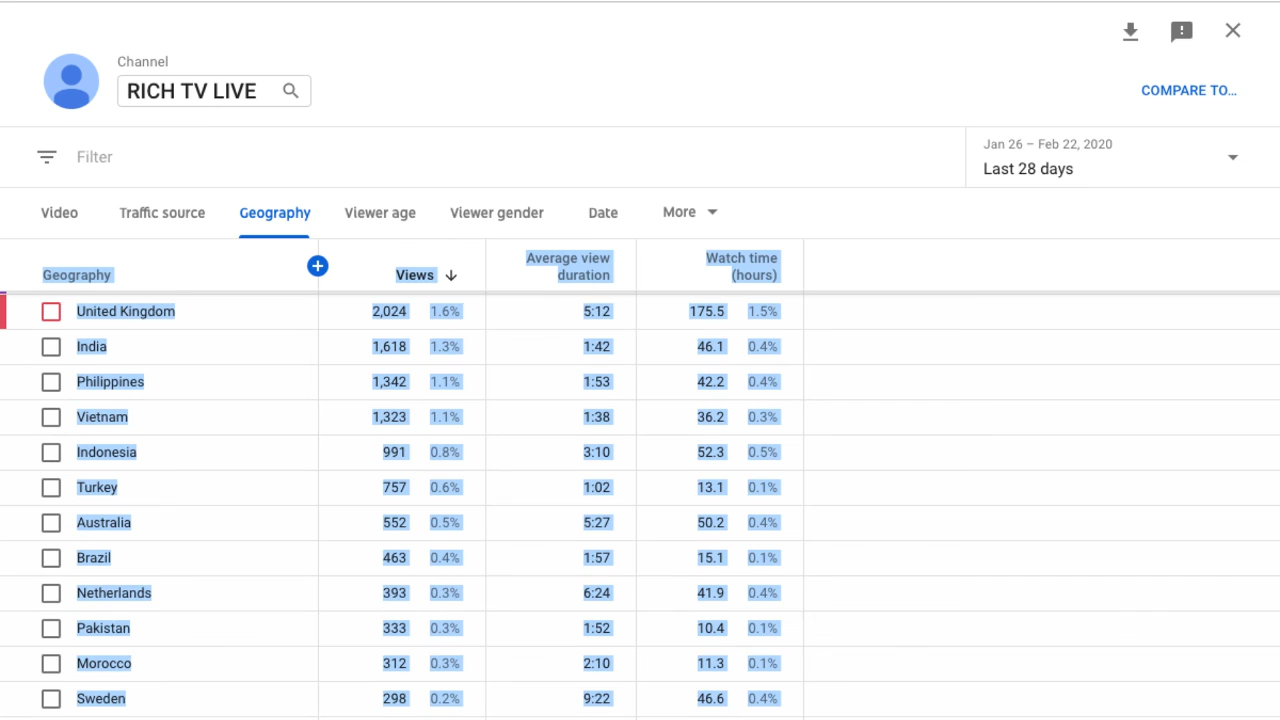 Channel
RICH TV LIVE
COMPARE TO...
Filter
Jan 26 – Feb 22, 2020
Last 28 days
Video Traffic source Geography Viewer age Viewer gender Date More
Geography Views Average view duration Watch time (hours)
United Kingdom 2,024 1.6% 5:12 175.5 1.5%
India 1,618 1.3% 1:42 46.1 0.4%
Philippines 1,342 1.1% 1:53 42.2 0.4%
Vietnam 1,323 1.1% 1:38 36.2 0.3%
Indonesia 991 0.8% 3:10 52.3 0.5%
Turkey 757 0.6% 1:02 13.1 0.1%
Australia 552 0.5% 5:27 50.2 0.4%
Brazil 463 0.4% 1:57 15.1 0.1%
Netherlands 393 0.3% 6:24 41.9 0.4%
Pakistan 333 0.3% 1:52 10.4 0.1%
Morocco 312 0.3% 2:10 11.3 0.1%
Sweden 298 0.2% 9:22 46.6 0.4%